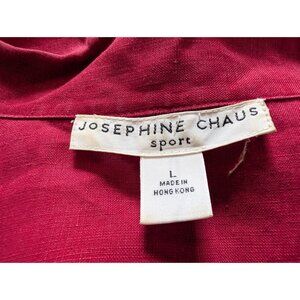 JOSEPHINE CHAUS
sport
L
MADE IN
HONG KONG